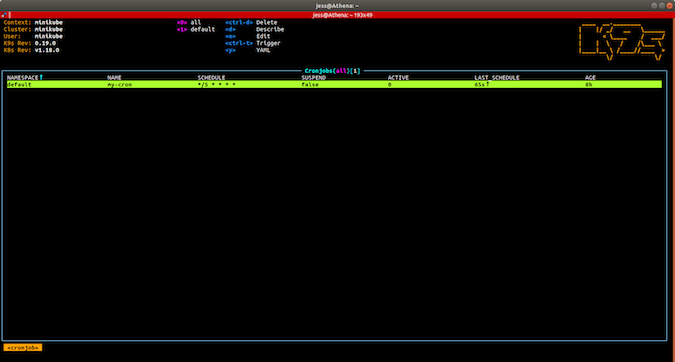 jess@Athena: ~
jess@Athena: ~ 193x49
Context: minikube <0> all <ctrl-d> Delete
Cluster: minikube <1> default <d> Describe
User: minikube <e> Edit
K9s Rev: 0.19.0 <ctrl-t> Trigger
K8s Rev: v1.18.0 <y> YAML
Cronjobs(all)[1]
NAMESPACE↑ NAME SCHEDULE SUSPEND ACTIVE LAST_SCHEDULE AGE
default my-cron */5 * * * * false 0 65s↑ 8h
<cronjob>